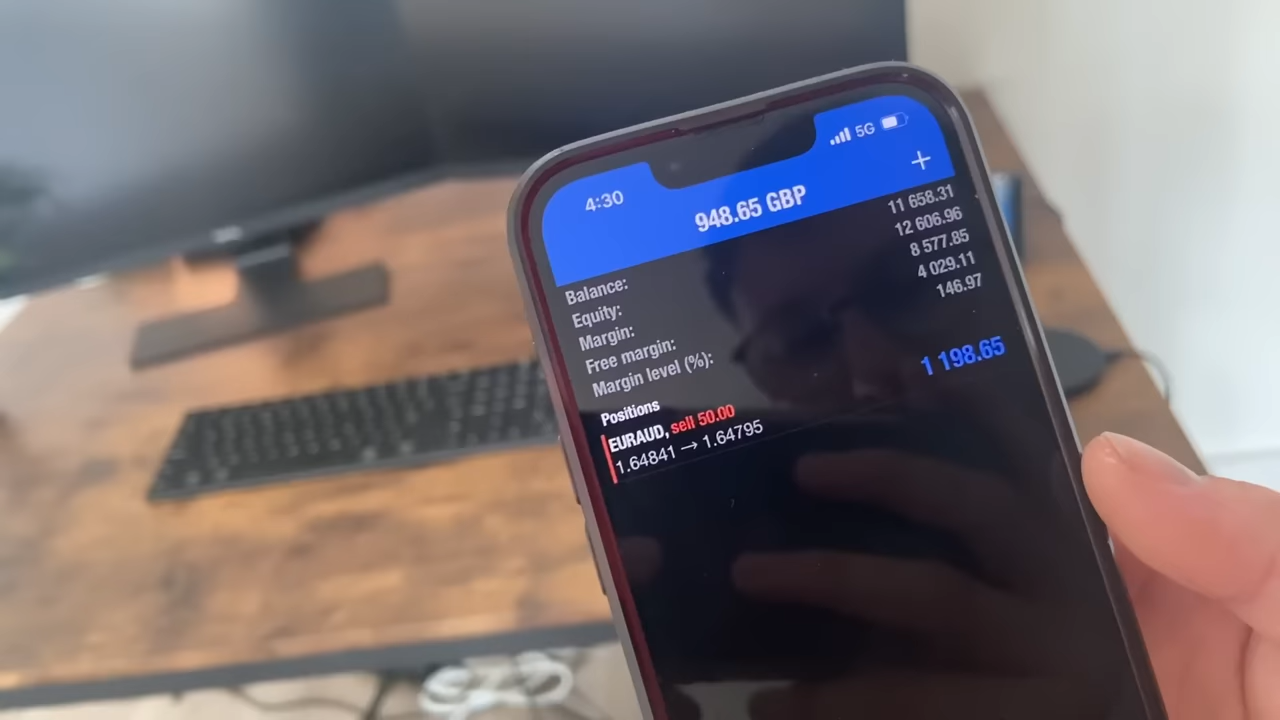 4:30 5G
948.65 GBP
+
Balance: 11 658.31
Equity: 12 606.96
Margin: 8 577.85
Free margin: 4 029.11
Margin level (%): 146.97
Positions
EURAUD, sell 50.00 1 198.65
1.64841 → 1.64795